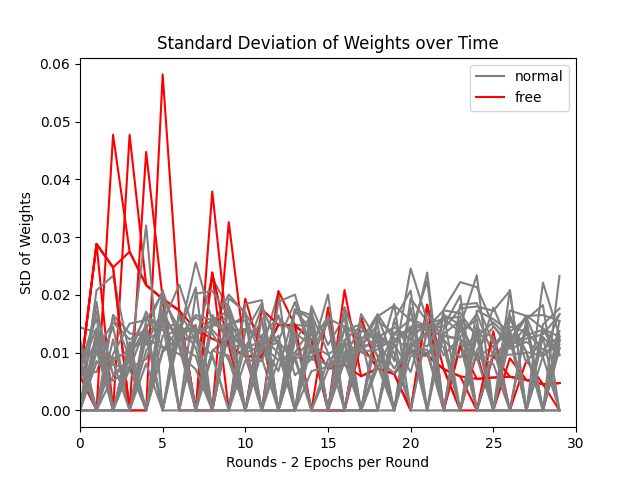 Standard Deviation of Weights over Time
normal
free
0.06
0.05
0.04
0.03
0.02
0.01
0.00
StD of Weights
0
5
10
15
20
25
30
Rounds - 2 Epochs per Round